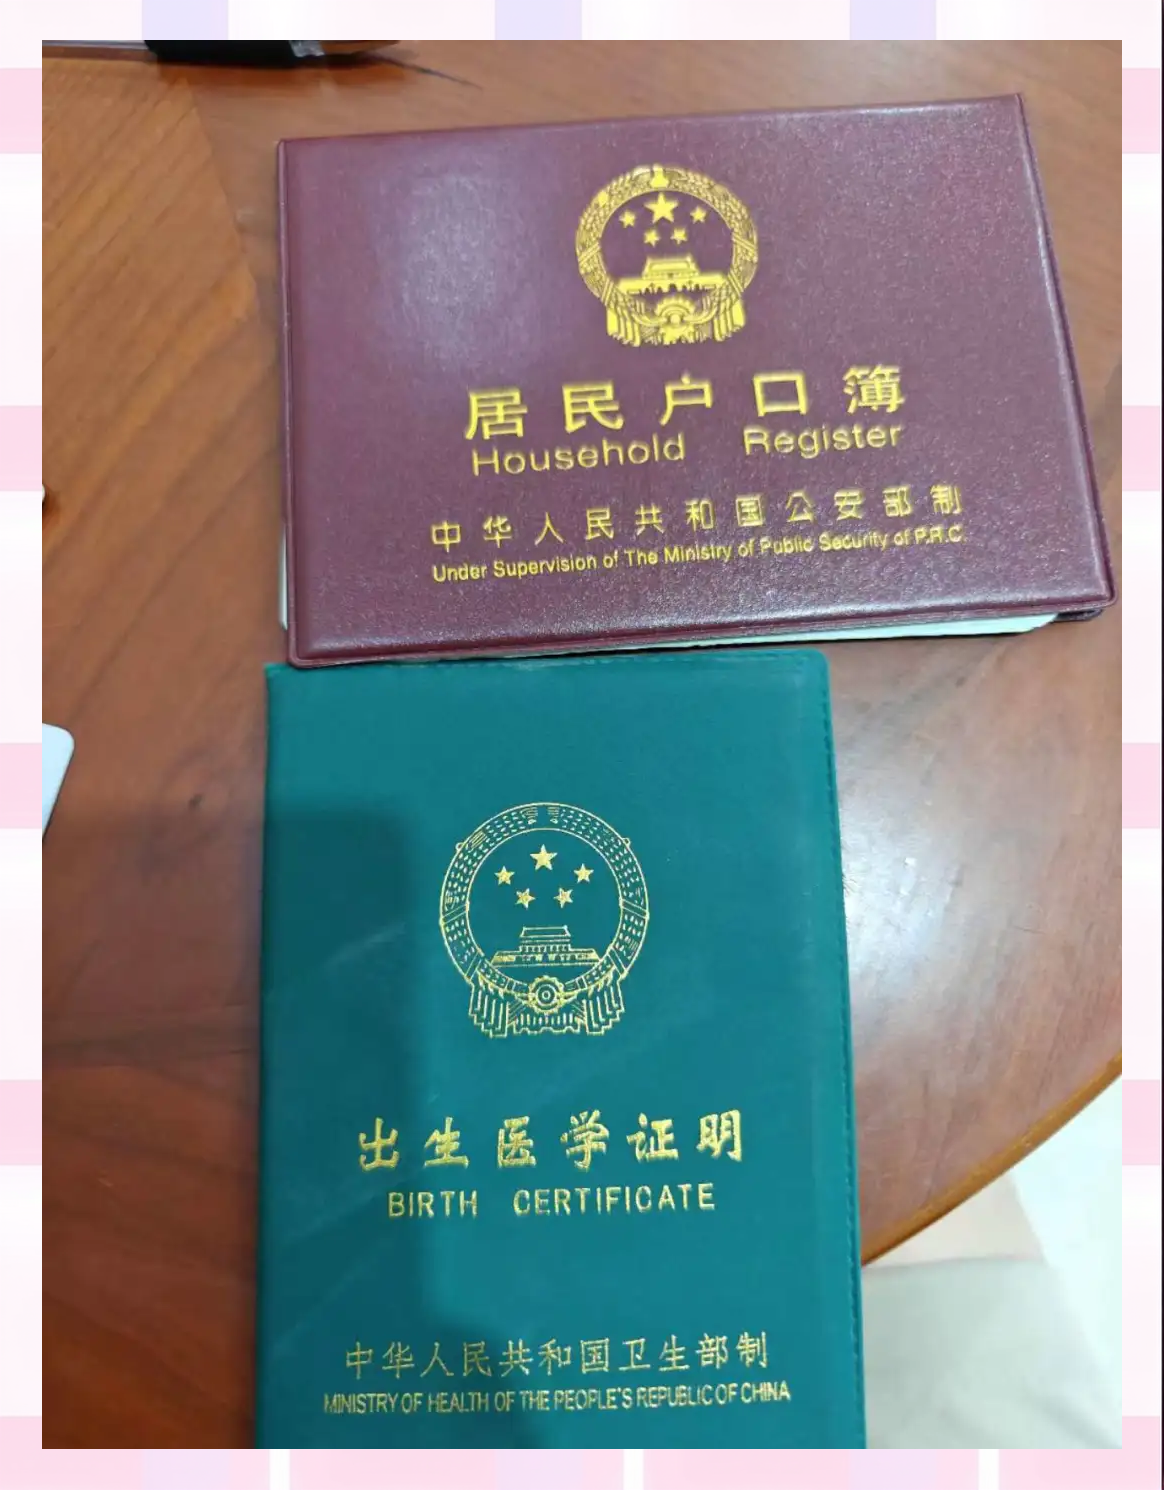 居民户口簿
Household Register
中华人民共和国公安部制
Under Supervision of The Ministry of Public Security of P.R.C.
出生医学证明
BIRTH CERTIFICATE
中华人民共和国卫生部制
MINISTRY OF HEALTH OF THE PEOPLE'S REPUBLIC OF CHINA